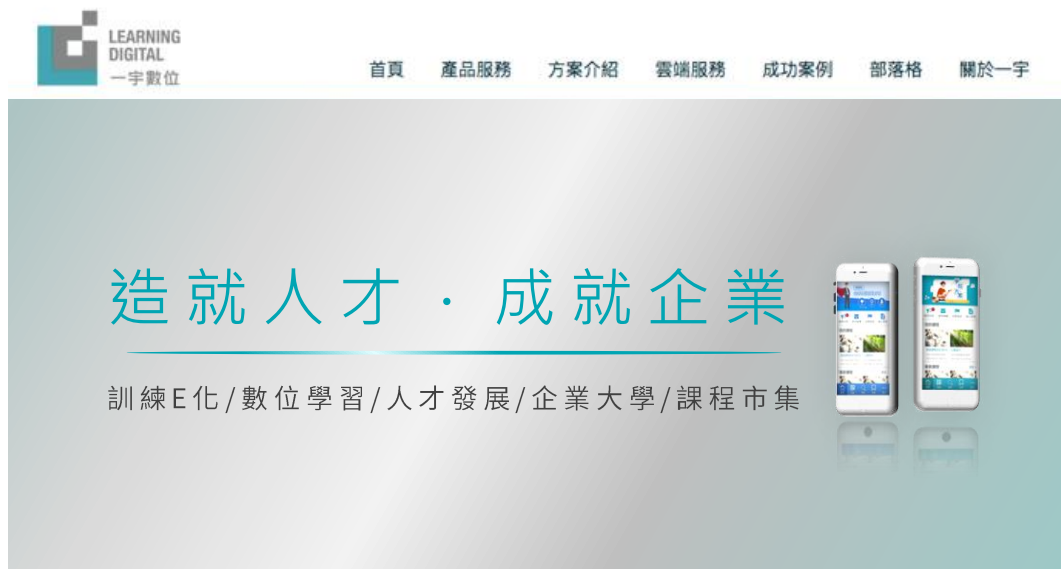 LEARNING
DIGITAL
一宇數位
首頁 產品服務 方案介紹 雲端服務 成功案例 部落格 關於一宇
造就人才．成就企業
訓練E化/數位學習/人才發展/企業大學/課程市集